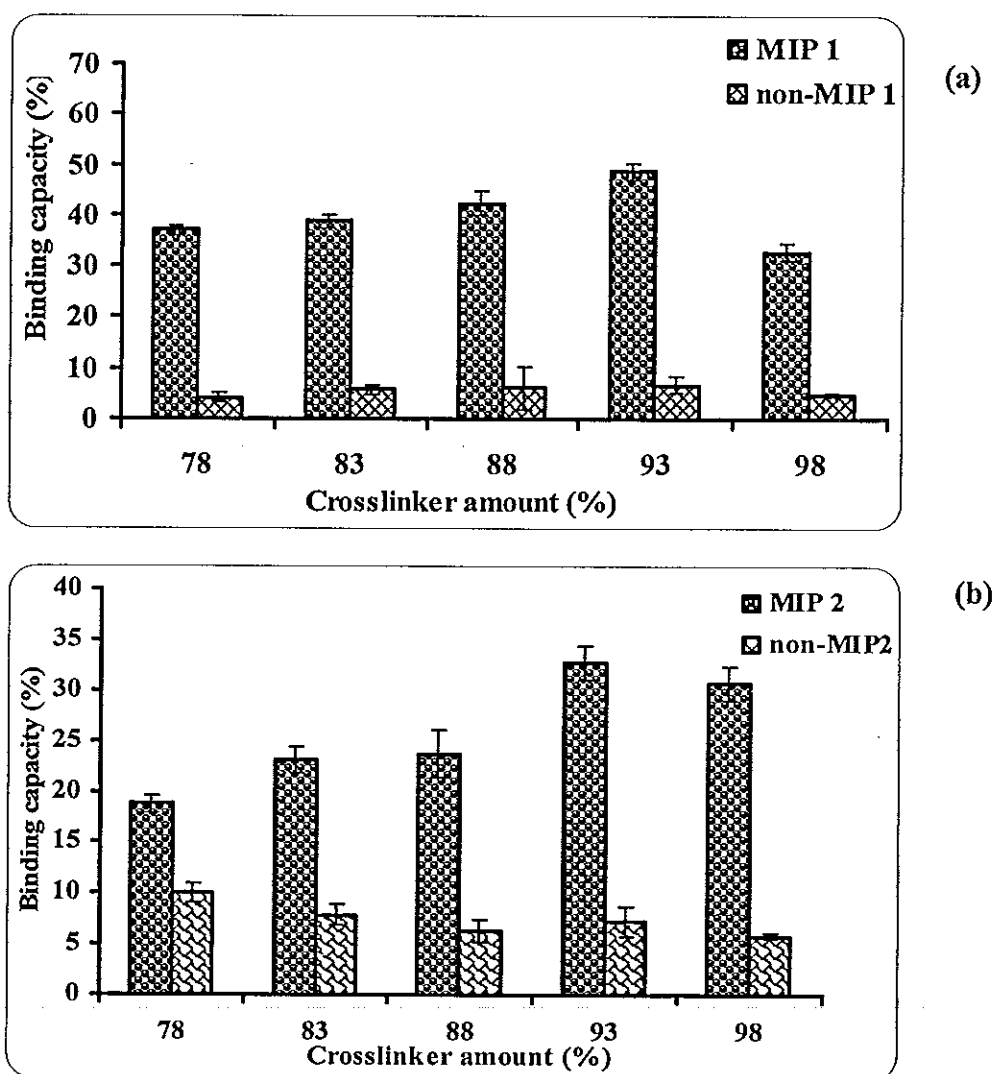 MIP 1
non-MIP 1
(a)
70
60
50
40
30
20
10
0
Binding capacity (%)
78 83 88 93 98
Crosslinker amount (%)
MIP 2
non-MIP2
(b)
40
35
30
25
20
15
10
5
0
Binding capacity (%)
78 83 88 93 98
Crosslinker amount (%)